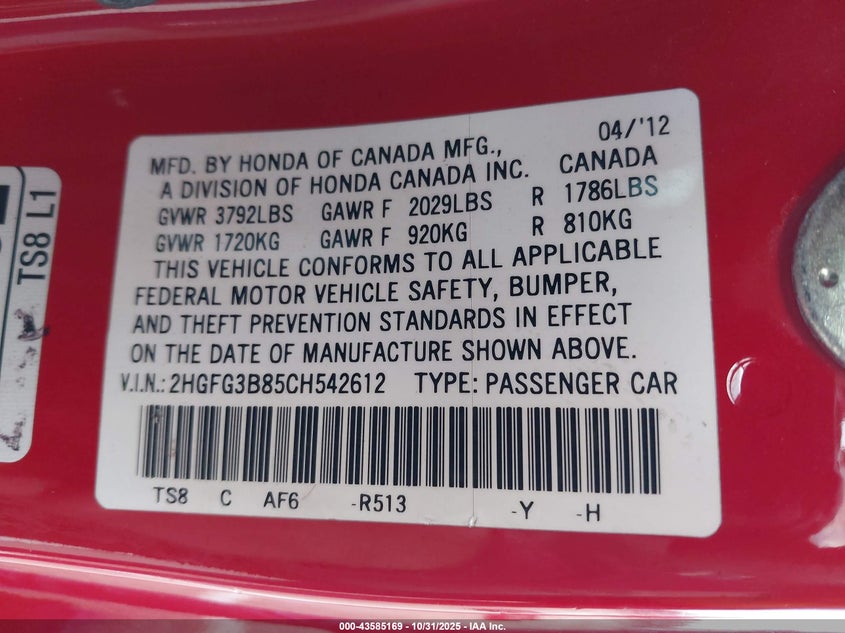 04/'12
MFD. BY HONDA OF CANADA MFG.,
A DIVISION OF HONDA CANADA INC. CANADA
GVWR 3792LBS GAWR F 2029LBS R 1786LBS
GVWR 1720KG GAWR F 920KG R 810KG
THIS VEHICLE CONFORMS TO ALL APPLICABLE
FEDERAL MOTOR VEHICLE SAFETY, BUMPER,
AND THEFT PREVENTION STANDARDS IN EFFECT
ON THE DATE OF MANUFACTURE SHOWN ABOVE.
V.I.N.: 2HGFG3B85CH542612 TYPE: PASSENGER CAR
TS8 C AF6 -R513 -Y -H
TS8 L1
000-43585169 - 10/31/2025 - IAA Inc.